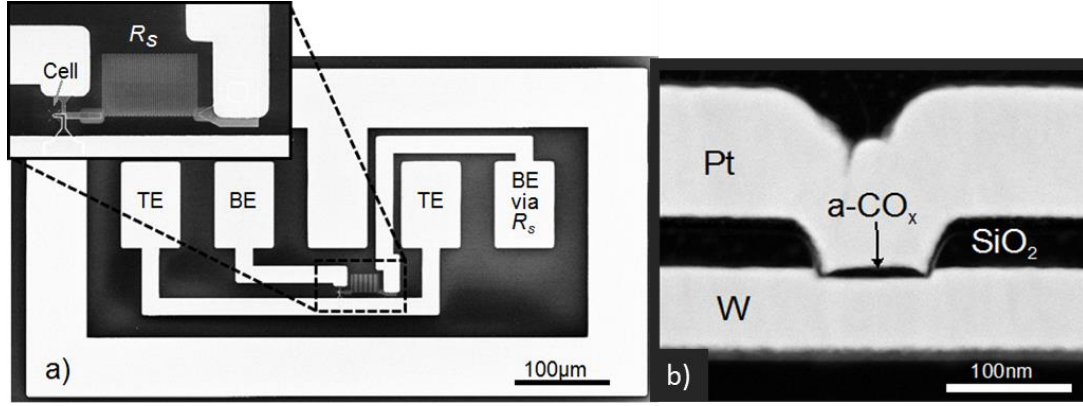 Rs
Cell
TE
BE
TE
BE
via
Rs
a)
100µm
Pt
a-COx
SiO2
W
b)
100nm